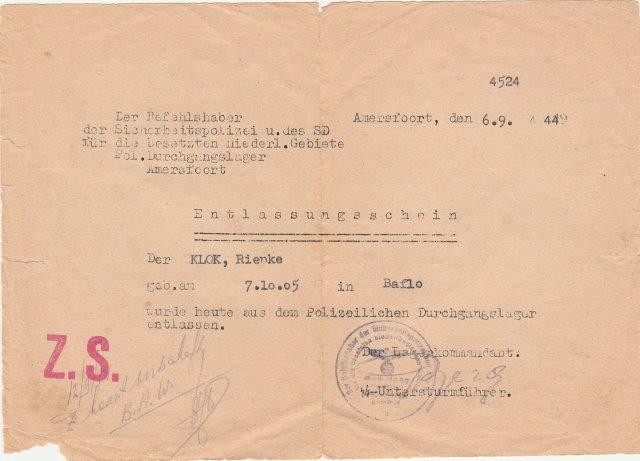 4524
Der Befehlshaber
Amersfoort, den 6.9.
der Sicherheitspolizei u.des SD
für die besetzten niederl.Gebiete
Pol.Durchgangslager
Amersfoort
Entlassungsschein
Der KLOK, Rienke
geb.am 7.10.05 in Baflo
wurde heute aus dem Polizeilichen Durchgangslager
entlassen.
Z.S.
B.A.W.
Der Lagerkommandant:
ᛋᛋ-Untersturmführer.